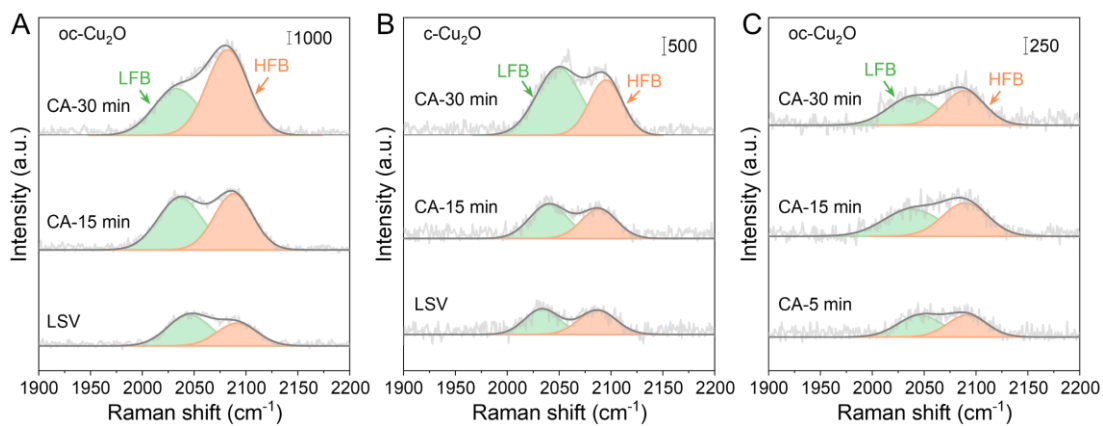 A
oc-Cu₂O
1000
LFB
HFB
CA-30 min
CA-15 min
LSV
Intensity (a.u.)
1900 1950 2000 2050 2100 2150 2200
Raman shift (cm⁻¹)
B
c-Cu₂O
500
LFB
HFB
CA-30 min
CA-15 min
LSV
Intensity (a.u.)
1900 1950 2000 2050 2100 2150 2200
Raman shift (cm⁻¹)
C
oc-Cu₂O
250
LFB
HFB
CA-30 min
CA-15 min
CA-5 min
Intensity (a.u.)
1900 1950 2000 2050 2100 2150 2200
Raman shift (cm⁻¹)